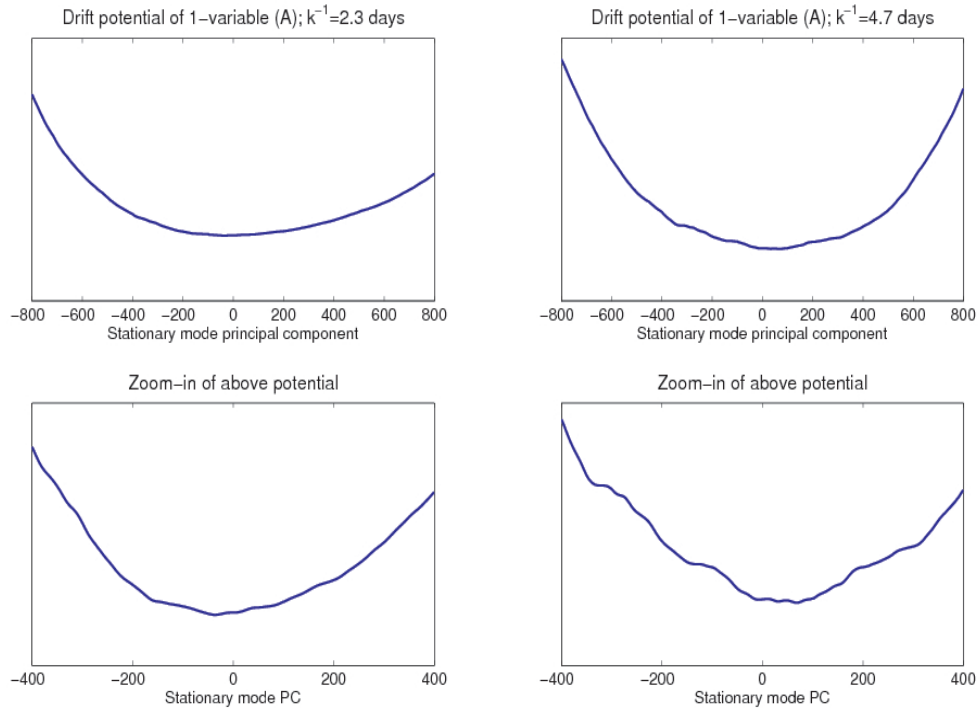 Drift potential of 1−variable (A); k⁻¹=2.3 days
−800 −600 −400 −200 0 200 400 600 800
Stationary mode principal component
Drift potential of 1−variable (A); k⁻¹=4.7 days
−800 −600 −400 −200 0 200 400 600 800
Stationary mode principal component
Zoom−in of above potential
−400 −200 0 200 400
Stationary mode PC
Zoom−in of above potential
−400 −200 0 200 400
Stationary mode PC